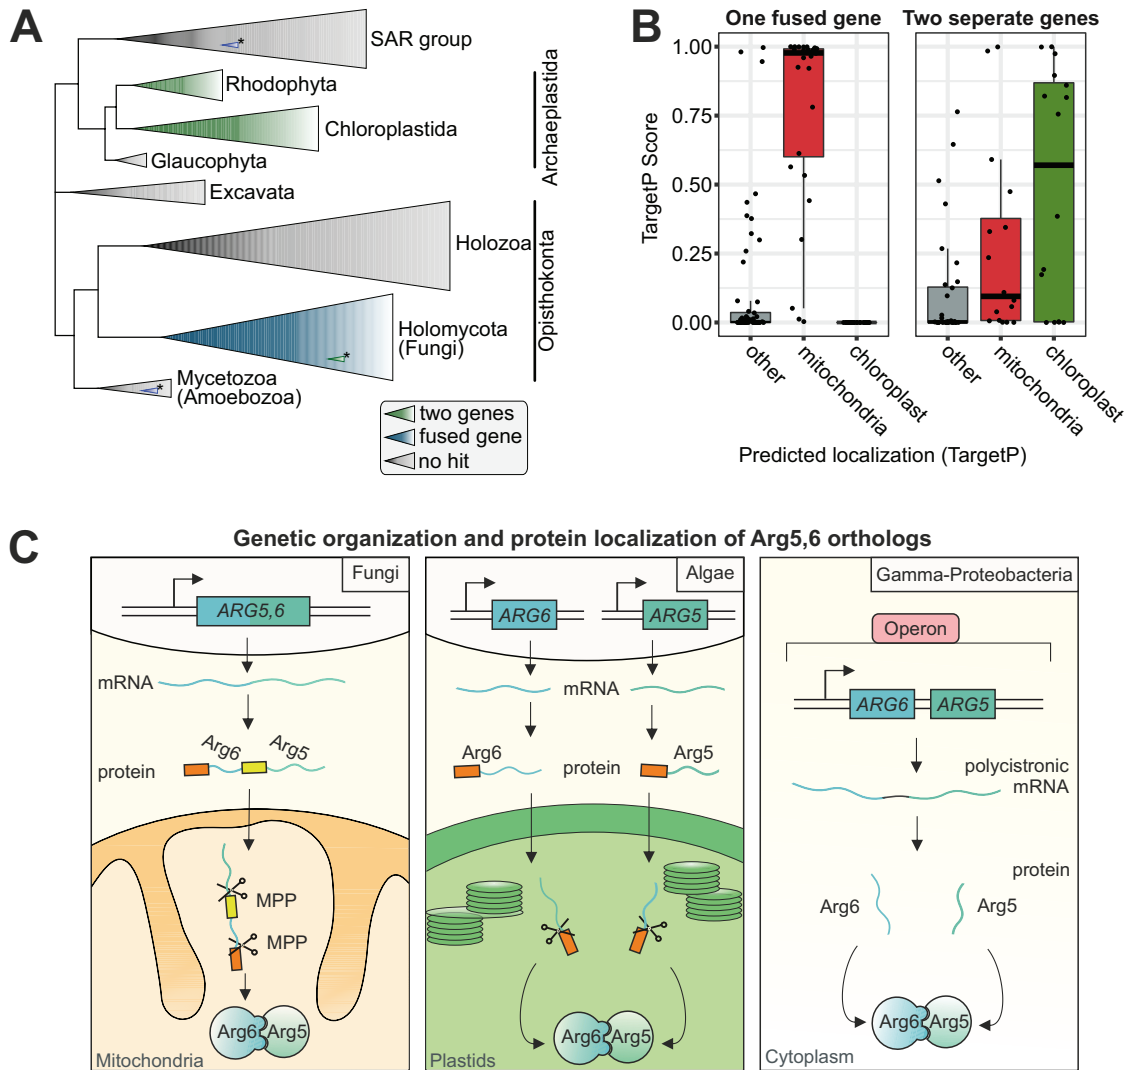 A
SAR group
*
Rhodophyta
Chloroplastida
Glaucophyta
Archaeplastida
Excavata
Holozoa
Holomycota
(Fungi)
*
Opisthokonta
Mycetozoa
(Amoebozoa)
*
two genes
fused gene
no hit
B
One fused gene
Two seperate genes
TargetP Score
1.00
0.75
0.50
0.25
0.00
other
mitochondria
chloroplast
other
mitochondria
chloroplast
Predicted localization (TargetP)
C
Genetic organization and protein localization of Arg5,6 orthologs
Fungi
ARG5,6
mRNA
Arg6
Arg5
protein
MPP
MPP
Arg6
Arg5
Mitochondria
Algae
ARG6
ARG5
mRNA
Arg6
protein
Arg5
Arg6
Arg5
Plastids
Gamma-Proteobacteria
Operon
ARG6
ARG5
polycistronic
mRNA
protein
Arg6
Arg5
Arg6
Arg5
Cytoplasm